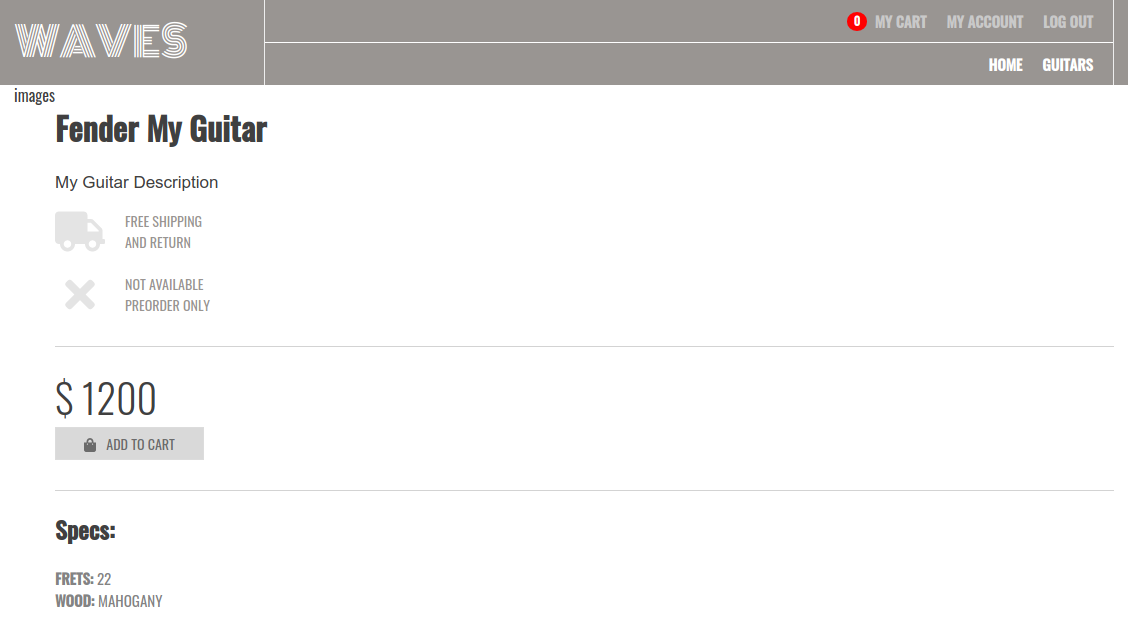 WAVES
0 MY CART MY ACCOUNT LOG OUT
HOME GUITARS
images
Fender My Guitar
My Guitar Description
FREE SHIPPING
AND RETURN
NOT AVAILABLE
PREORDER ONLY
$ 1200
ADD TO CART
Specs:
FRETS: 22
WOOD: MAHOGANY